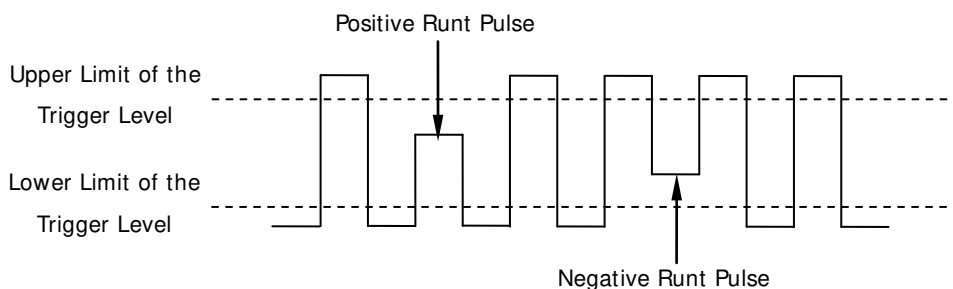 Positive Runt Pulse
Upper Limit of the
Trigger Level
Lower Limit of the
Trigger Level
Negative Runt Pulse